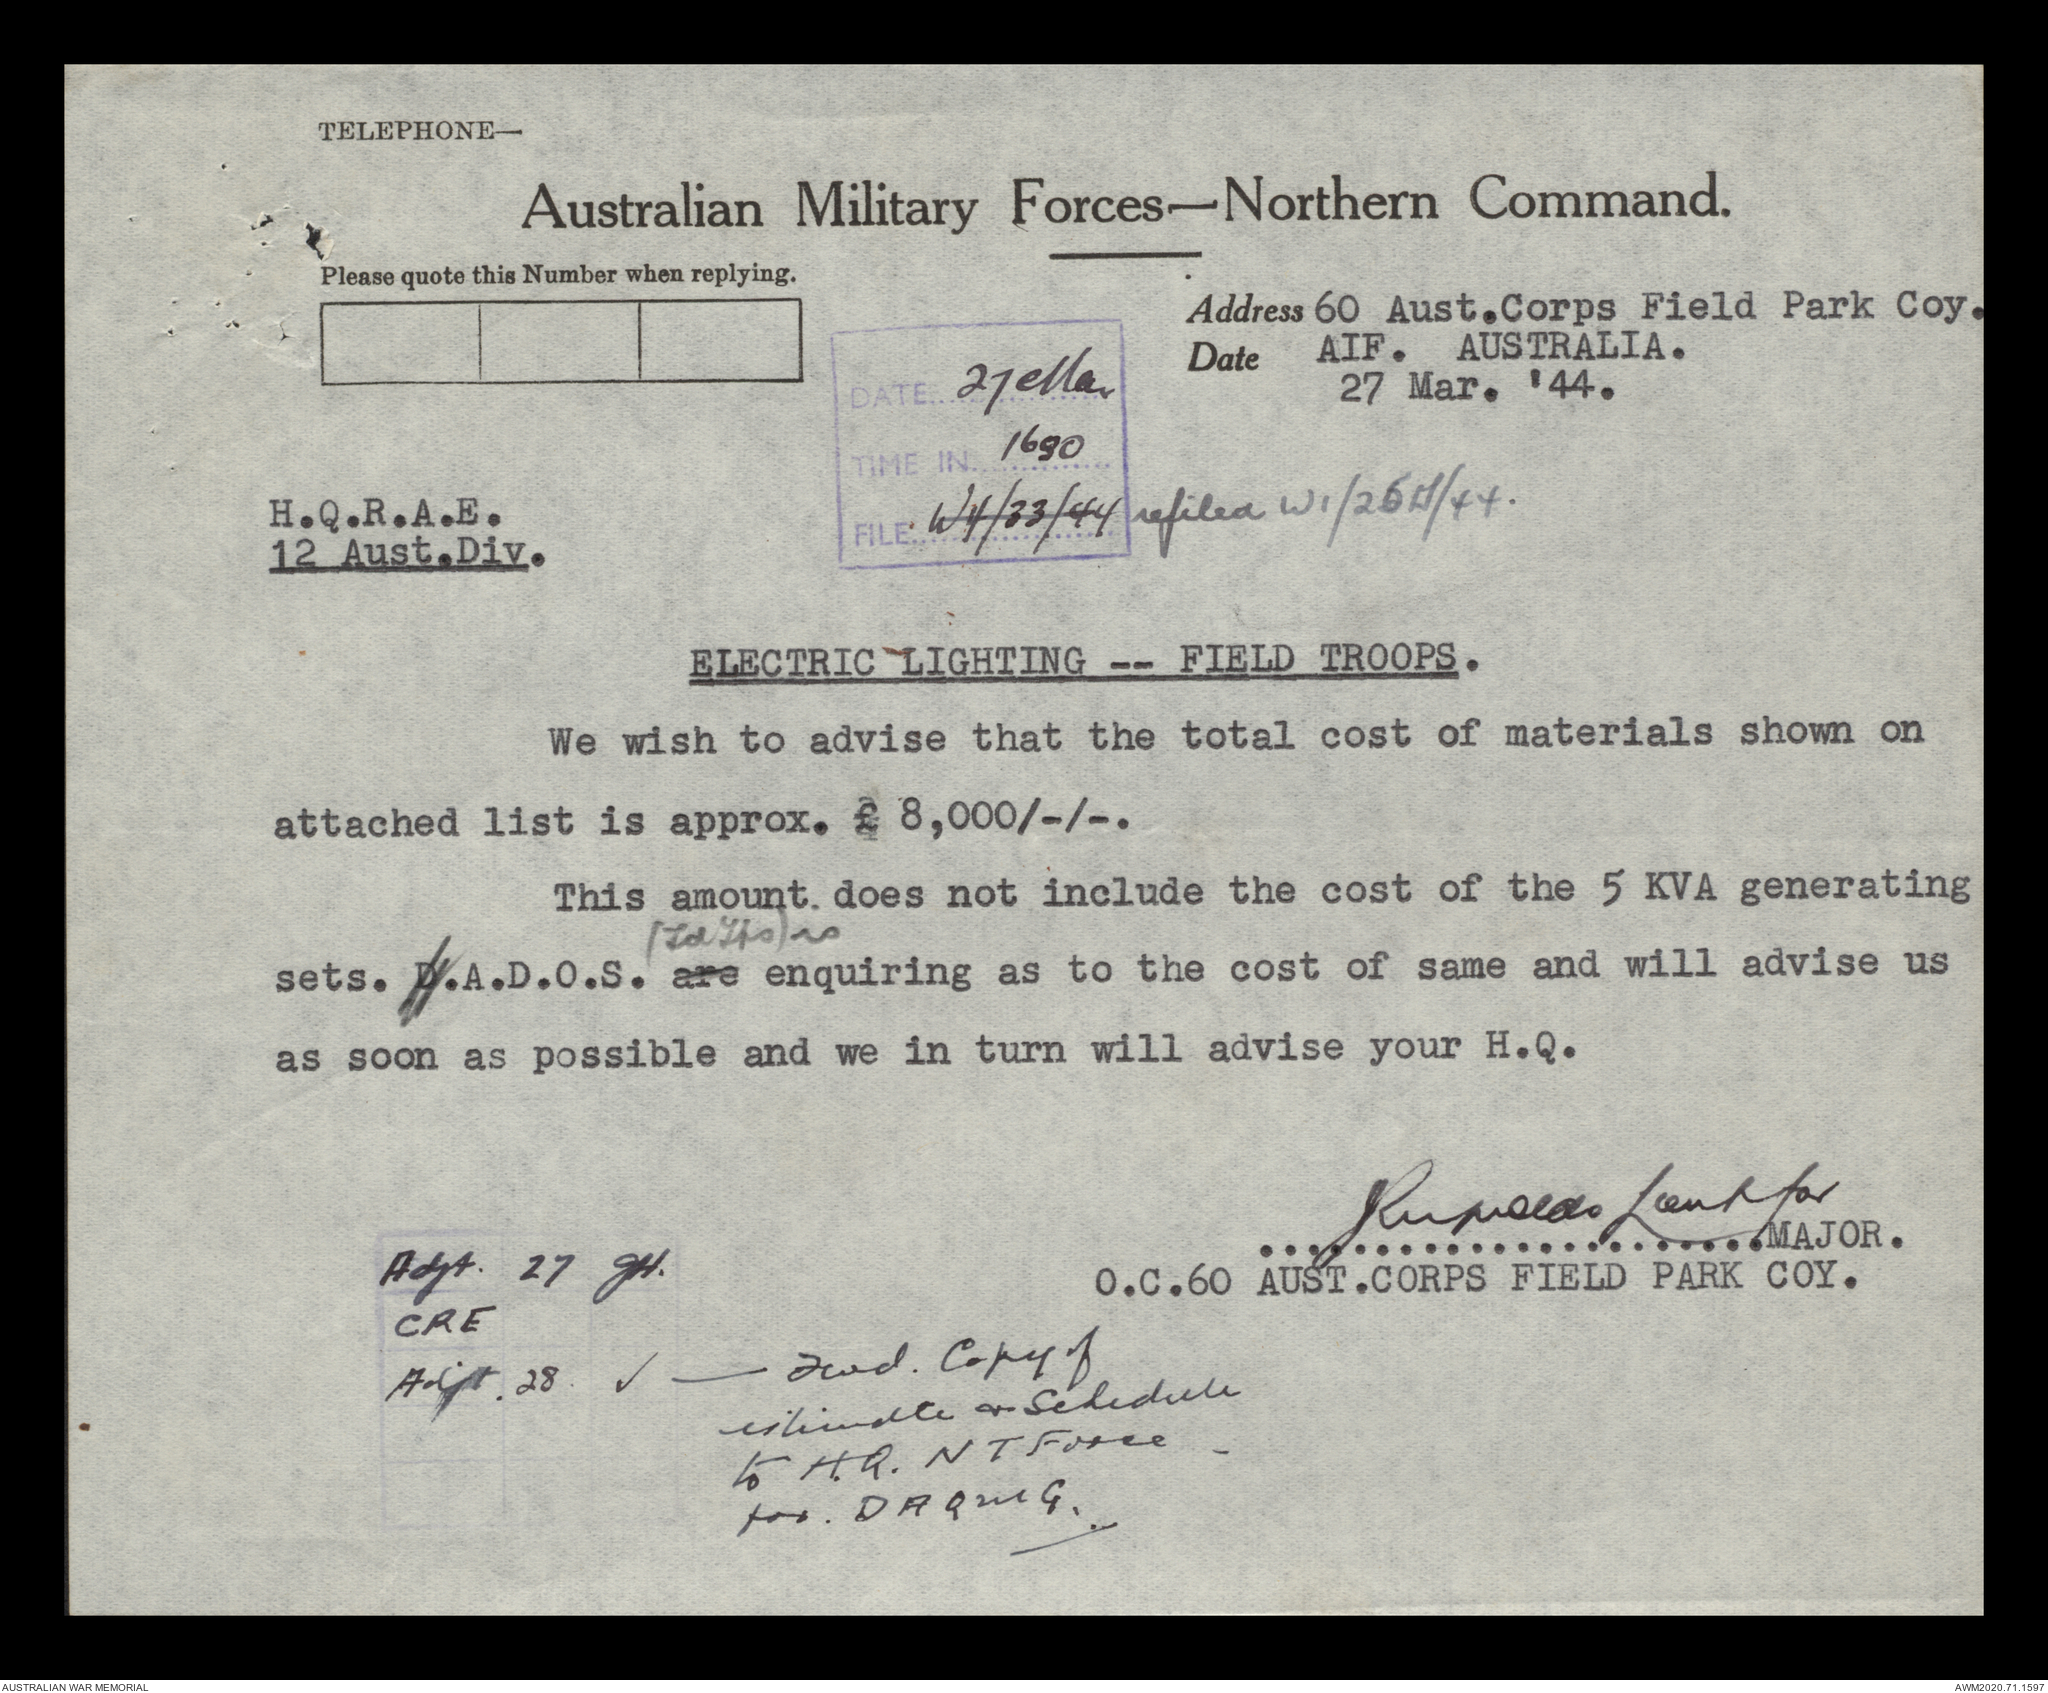 TELEPHONE—
Australian Military Forces—Northern Command.
Please quote this Number when replying.
Address 60 Aust.Corps Field Park Coy.
Date AIF. AUSTRALIA.
27 Mar. '44.
DATE 27 Mar
TIME IN 1630
FILE W4/33/44 refiled W1/26 /44.
H.Q.R.A.E.
12 Aust.Div.
ELECTRIC LIGHTING -- FIELD TROOPS.
We wish to advise that the total cost of materials shown on
attached list is approx. £ 8,000/-/-.
This amount does not include the cost of the 5 KVA generating
(Fd Tps) is
sets. D.A.D.O.S. are enquiring as to the cost of same and will advise us
as soon as possible and we in turn will advise your H.Q.
for
MAJOR.
O.C.60 AUST.CORPS FIELD PARK COY.
Adjt. 27
CRE
Adjt. 28 ✓ — Fwd. Copy of
estimate & Schedule
to H.Q. NT Force -
for. DAQMG.
AUSTRALIAN WAR MEMORIAL
AWM2020.71.1597